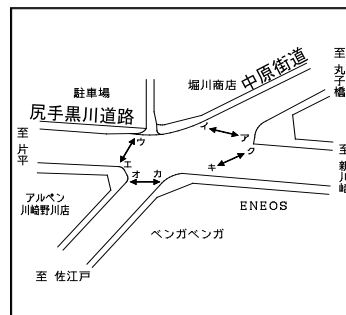 至
丸子橋
中原街道
堀川商店
駐車場
尻手黒川道路
至
片平
ウ
イ
ア
ク
キ
エ
オ
カ
至
新川崎
アルペン
川崎野川店
ENEOS
ベンガベンガ
至 佐江戸